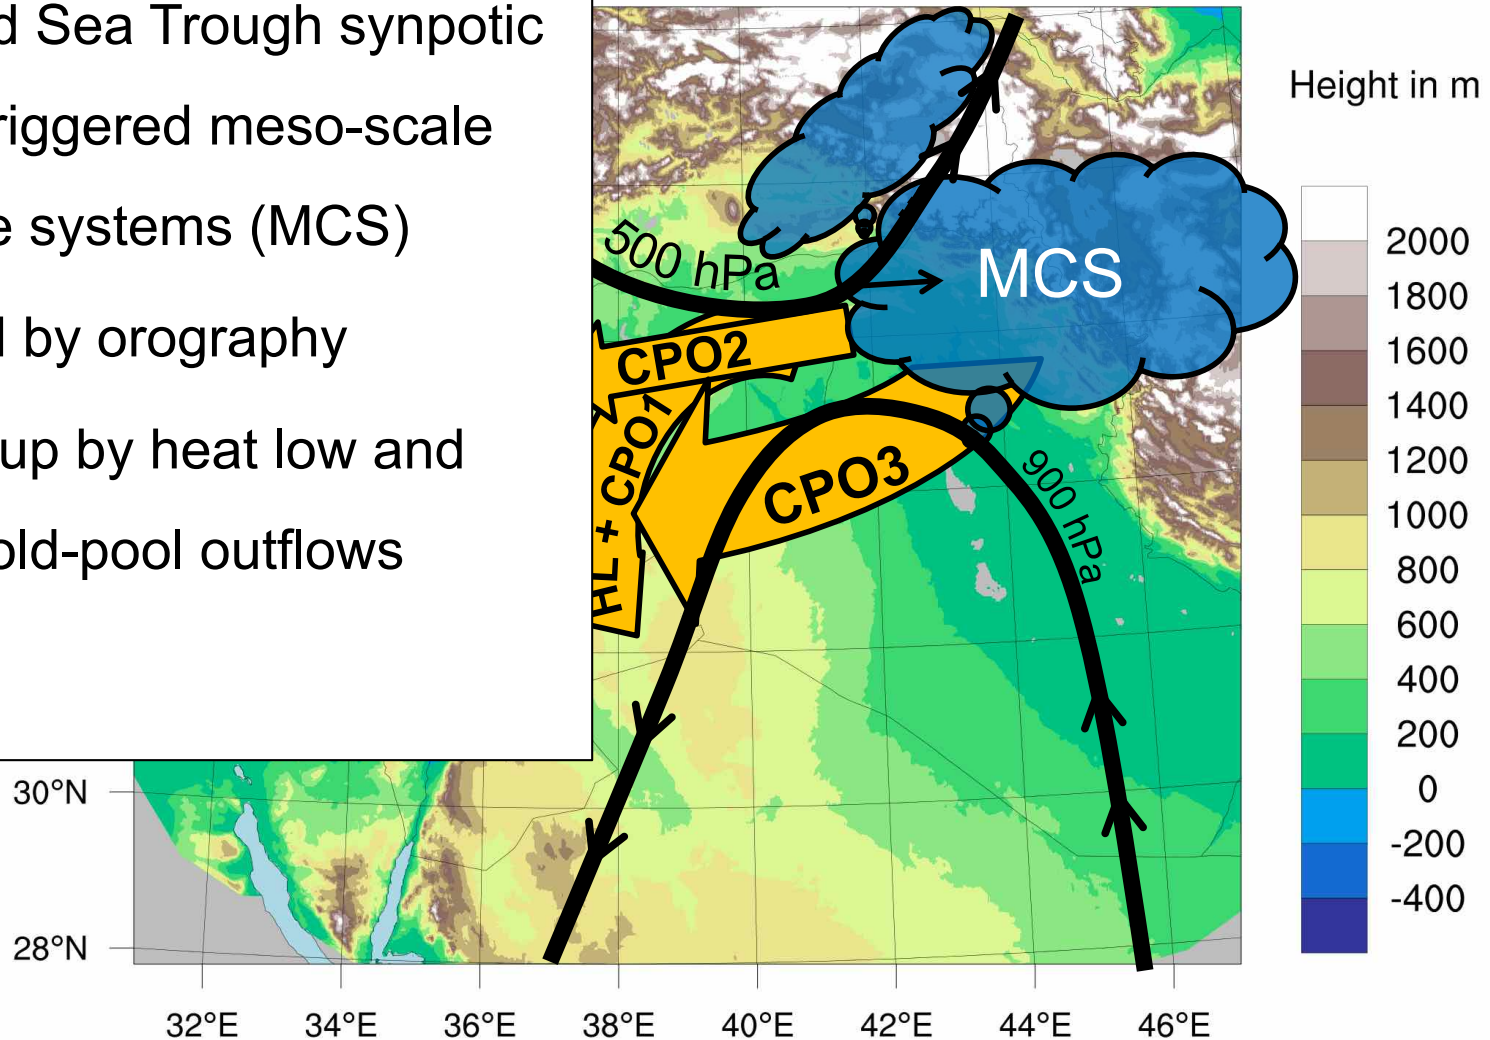 d Sea Trough synpotic
riggered meso-scale
e systems (MCS)
l by orography
up by heat low and
old-pool outflows
Height in m
500 hPa
MCS
CPO2
HL + CPO1
CPO3
900 hPa
2000
1800
1600
1400
1200
1000
800
600
400
200
0
-200
-400
30°N
28°N
32°E 34°E 36°E 38°E 40°E 42°E 44°E 46°E